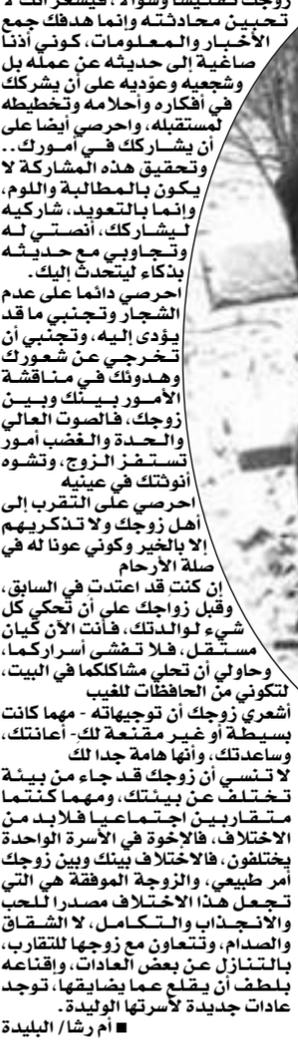 زوجك تفتيشا وسؤالا، فيشعر أنك لا
تحبين محادثته وإنما هدفك جمع
الأخبار والمعلومات، كوني أذنا
صاغية إلى حديثه عن عمله بل
وشجعيه وعوّديه على أن يشركك
في أفكاره وأحلامه وتخطيطه
لمستقبله، واحرصي أيضا على
أن يشاركك في أمورك..
وتحقيق هذه المشاركة لا
يكون بالمطالبة واللوم،
وإنما بالتعويد، شاركيه
ليشاركك، أنصتي له
وتجاوبي مع حديثه
بذكاء ليتحدث إليك.
احرصي دائما على عدم
الشجار وتجنبي ما قد
يؤدى إليه، وتجنبي أن
تخرجي عن شعورك
وهدوئك في مناقشة
الأمور بينك وبين
زوجك، فالصوت العالي
والحدة والغضب أمور
تستفز الزوج، وتشوه
أنوثتك في عينيه
احرصي على التقرب إلى
أهل زوجك ولا تذكريهم
إلا بالخير وكوني عونا له في
صلة الأرحام
إن كنتِ قد اعتدتِ في السابق،
وقبل زواجك على أن تحكي كل
شيء لوالدتك، فأنت الآن كيان
مستقل، فلا تفشي أسراركما،
وحاولي أن تحلي مشاكلكما في البيت،
لتكوني من الحافظات للغيب
أشعري زوجك أن توجيهاته - مهما كانت
بسيطة أو غير مقنعة لك- أعانتك،
وساعدتك، وأنها هامة جدا لكِ
لا تنسي أن زوجك قد جاء من بيئة
تختلف عن بيئتك، ومهما كنتما
متقاربين اجتماعيا فلابد من
الاختلاف، فالإخوة في الأسرة الواحدة
يختلفون، فالاختلاف بينك وبين زوجك
أمر طبيعي، والزوجة الموفقة هي التي
تجعل هذا الاختلاف مصدرا للحب
والانجذاب والتكامل، لا الشقاق
والصدام، وتتعاون مع زوجها للتقارب،
بالتنازل عن بعض العادات، وإقناعه
بلطف أن يقلع عما يضايقها، توجد
عادات جديدة لأسرتها الوليدة.
■ أم رشا/ البليدة